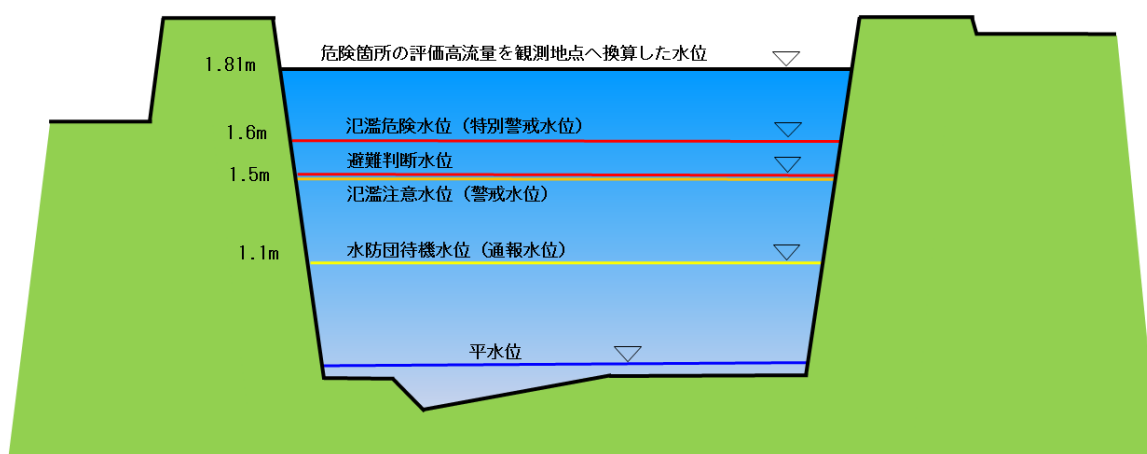 危険箇所の評価高流量を観測地点へ換算した水位
1.81m
氾濫危険水位（特別警戒水位）
1.6m
避難判断水位
1.5m
氾濫注意水位（警戒水位）
水防団待機水位（通報水位）
1.1m
平水位